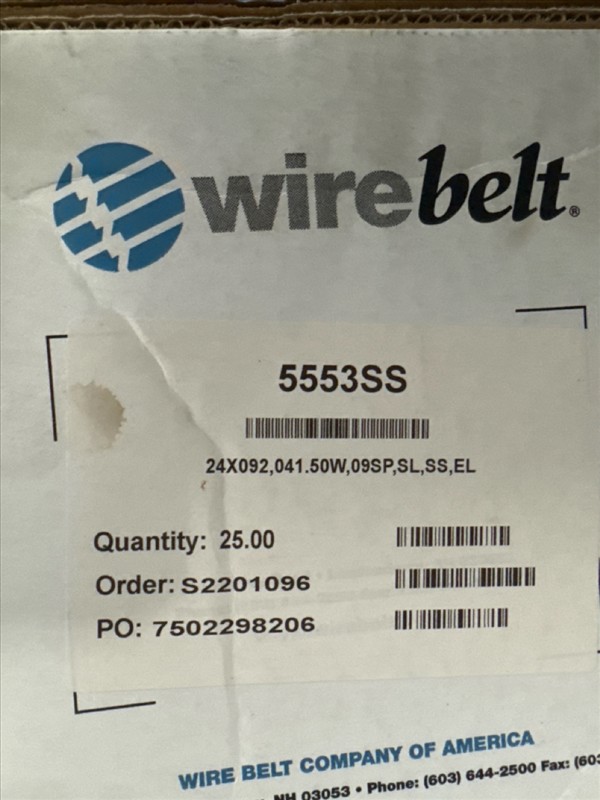 wirebelt®
5553SS
24X092,041.50W,09SP,SL,SS,EL
Quantity: 25.00
Order: S2201096
PO: 7502298206
WIRE BELT COMPANY OF AMERICA
NH 03053 • Phone: (603) 644-2500 Fax: (603